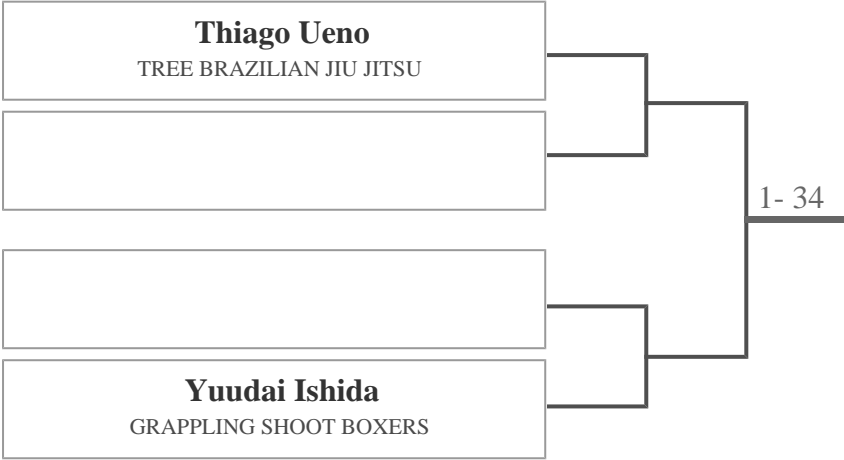 Thiago Ueno
TREE BRAZILIAN JIU JITSU
1- 34
Yuudai Ishida
GRAPPLING SHOOT BOXERS